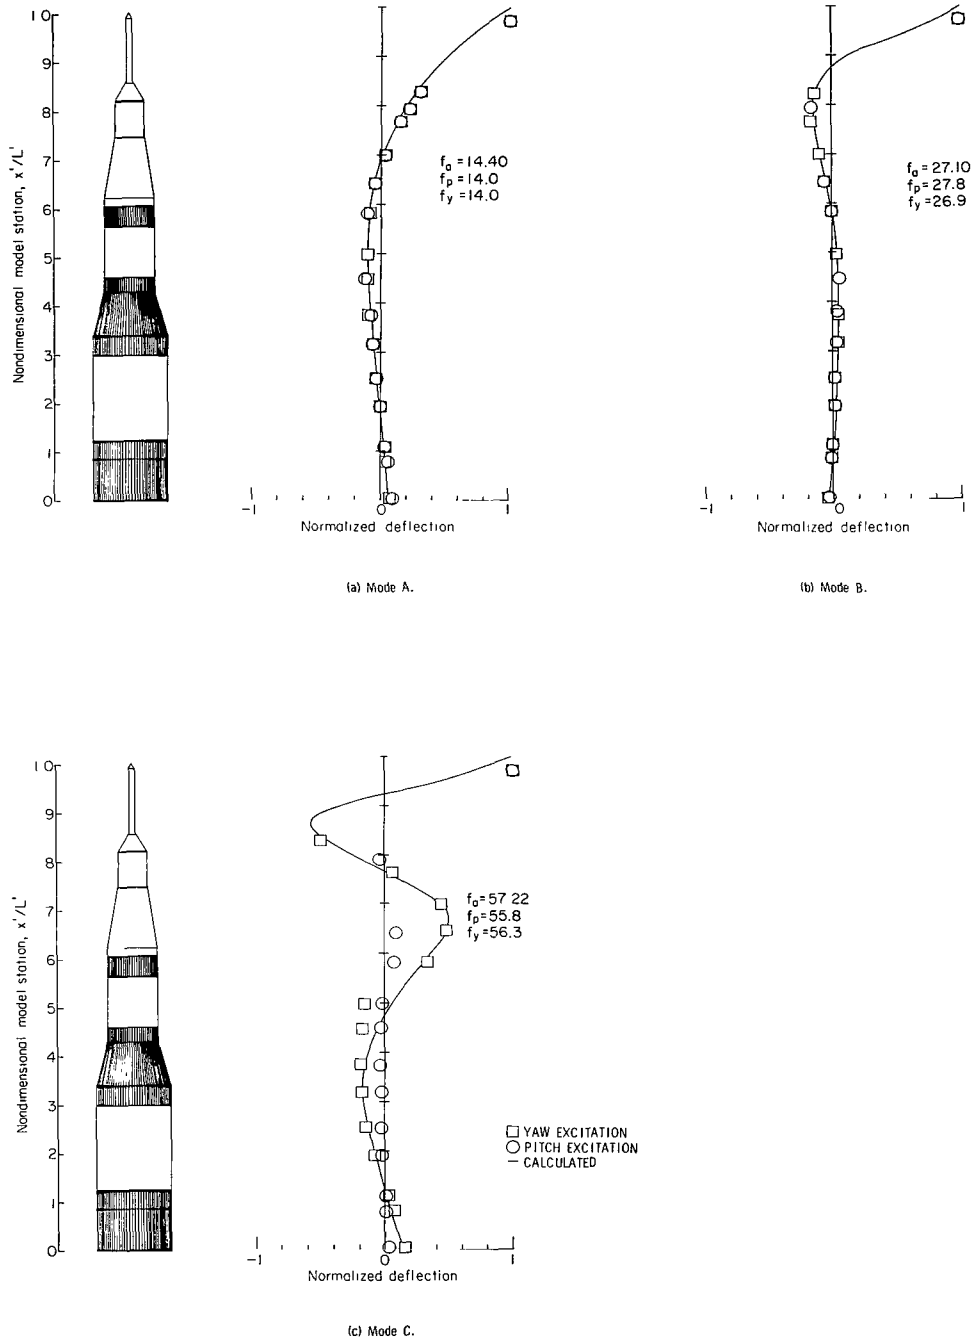 1.0
9
8
7
6
5
4
3
2
1
0
Nondimensional model station, x'/L'
fa = 14.40
fp = 14.0
fy = 14.0
-1 0 1
Normalized deflection
(a) Mode A.
fa = 27.10
fp = 27.8
fy = 26.9
-1 0 1
Normalized deflection
(b) Mode B.
1.0
9
8
7
6
5
4
3
2
1
0
Nondimensional model station, x'/L'
fa = 57.22
fp = 55.8
fy = 56.3
-1 0 1
Normalized deflection
YAW EXCITATION
PITCH EXCITATION
CALCULATED
(c) Mode C.